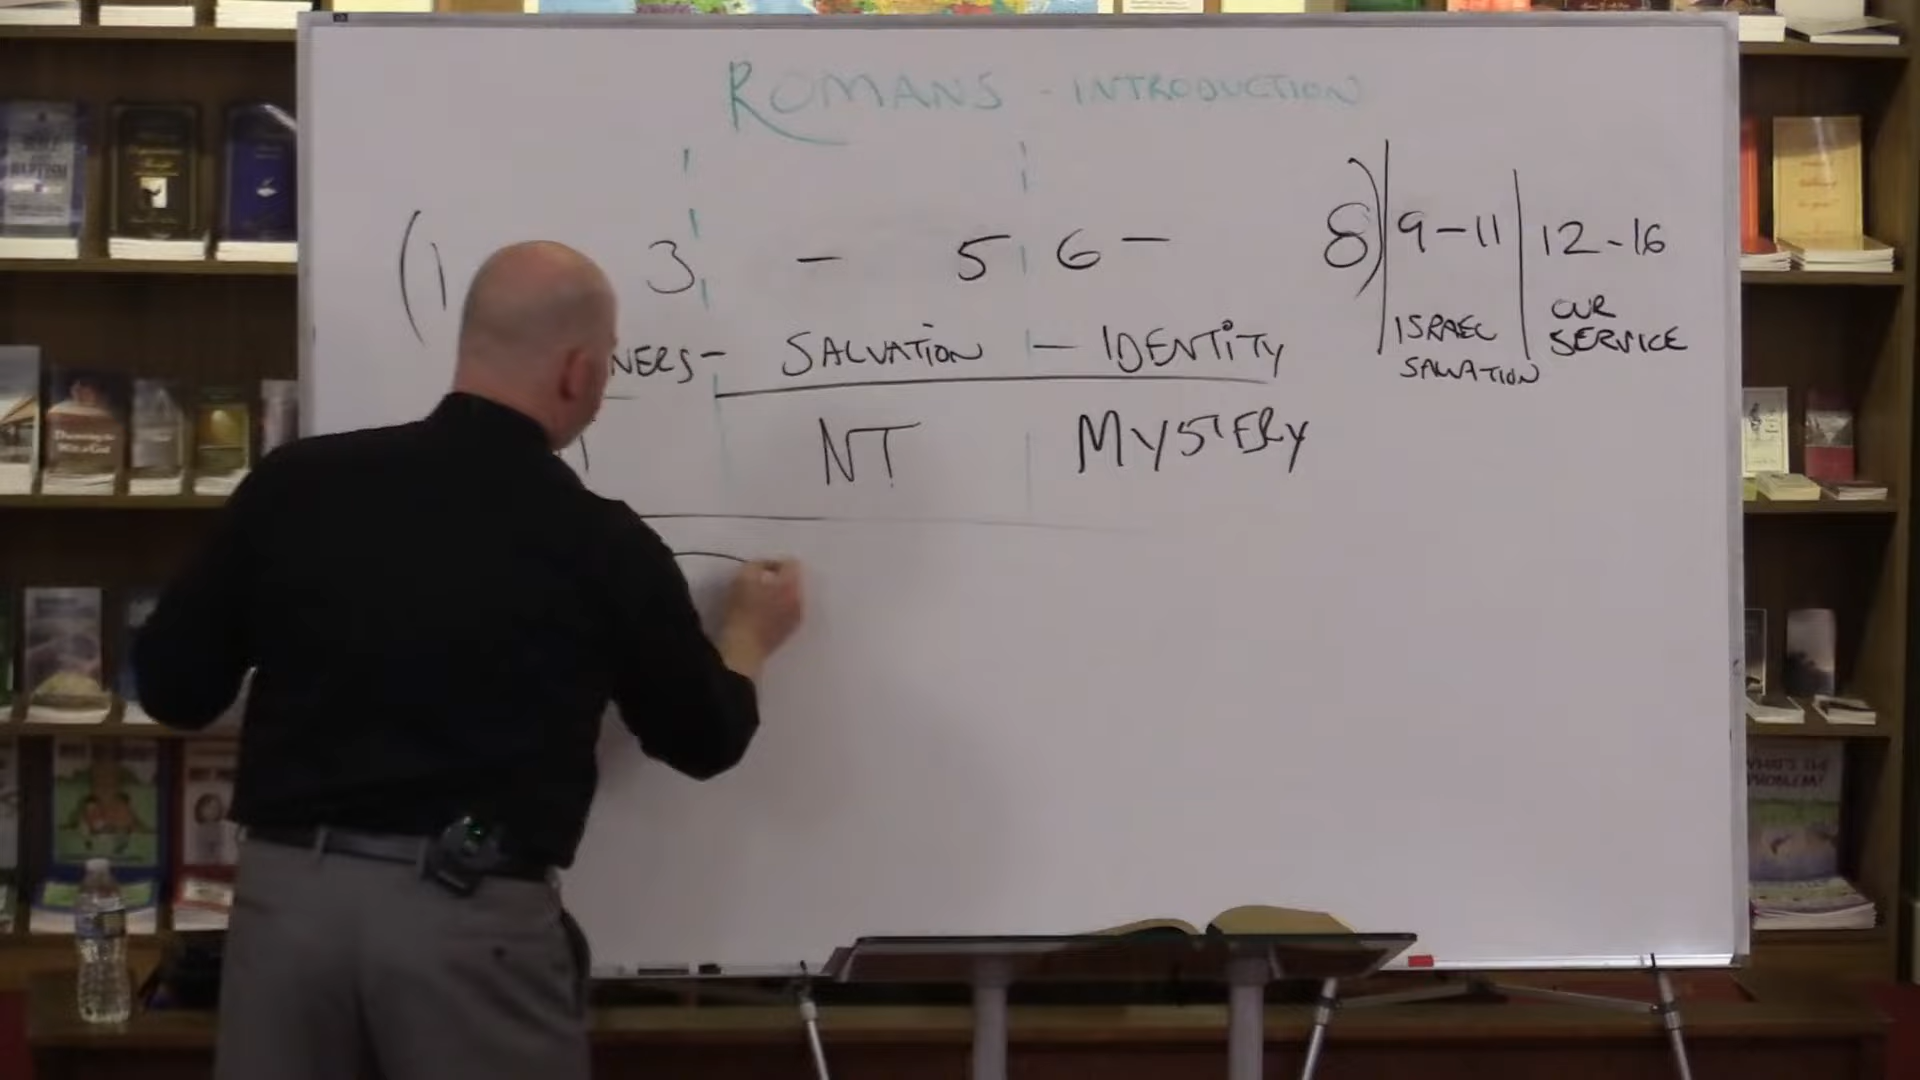 ROMANS - INTRODUCTION
(1 3 - 5 6 - 8) 9-11 12-16
NERS - SALVATION - IDENTITY
ISRAEL
SALVATION
OUR
SERVICE
NT MYSTERY